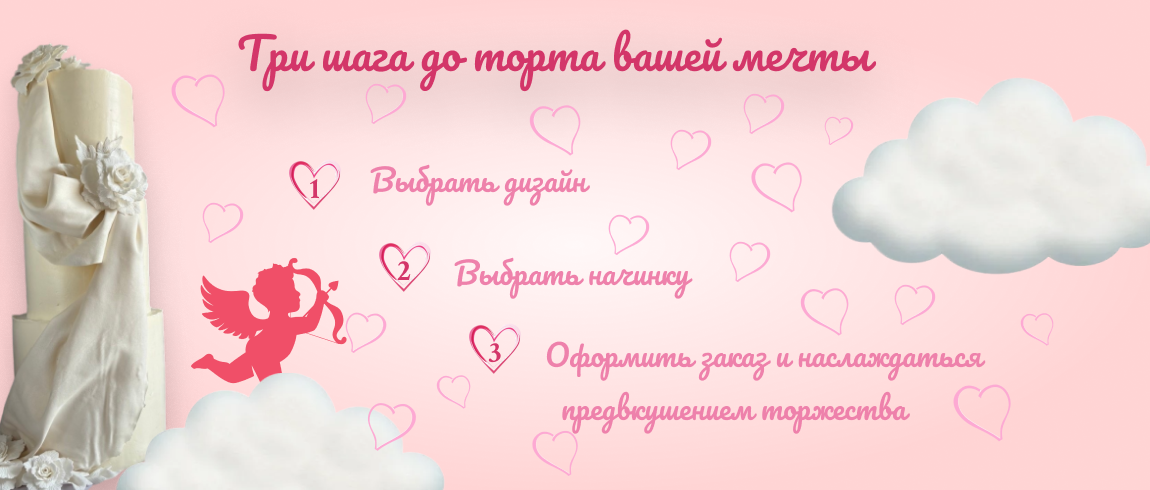 Три шага до торта вашей мечты
1 Выбрать дизайн
2 Выбрать начинку
3 Оформить заказ и наслаждаться
предвкушением торжества